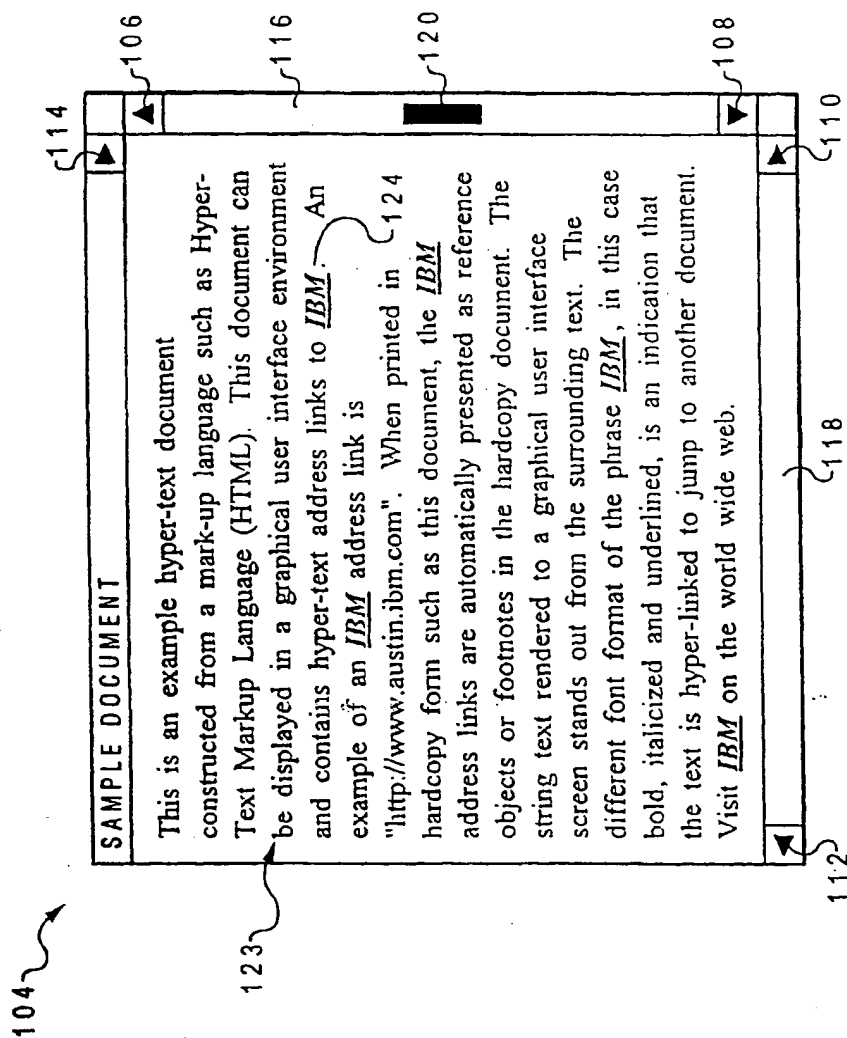 104
114
106
116
120
108
110
118
112
123
124
SAMPLE DOCUMENT
This is an example hyper-text document
constructed from a mark-up language such as Hyper-
Text Markup Language (HTML). This document can
be displayed in a graphical user interface environment
and contains hyper-text address links to IBM. An
example of an IBM address link is
"http://www.austin.ibm.com". When printed in
hardcopy form such as this document, the IBM
address links are automatically presented as reference
objects or footnotes in the hardcopy document. The
string text rendered to a graphical user interface
screen stands out from the surrounding text. The
different font format of the phrase IBM, in this case
bold, italicized and underlined, is an indication that
the text is hyper-linked to jump to another document.
Visit IBM on the world wide web.